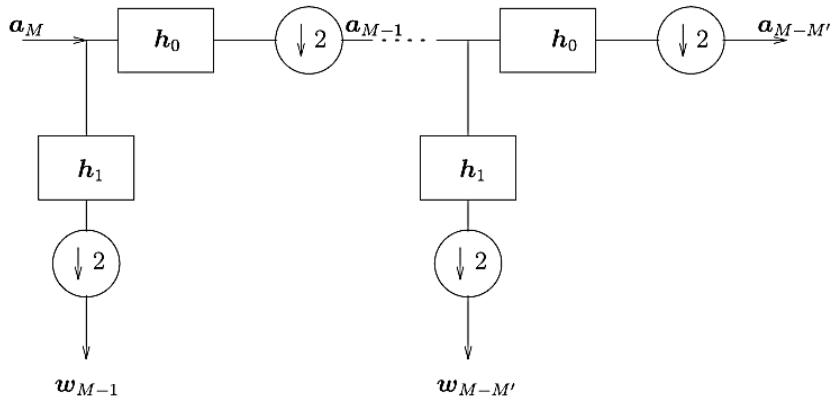 a_M h_0 ↓ 2 a_{M-1} h_0 ↓ 2 a_{M-M'}
h_1 h_1
↓ 2 ↓ 2
w_{M-1} w_{M-M'}